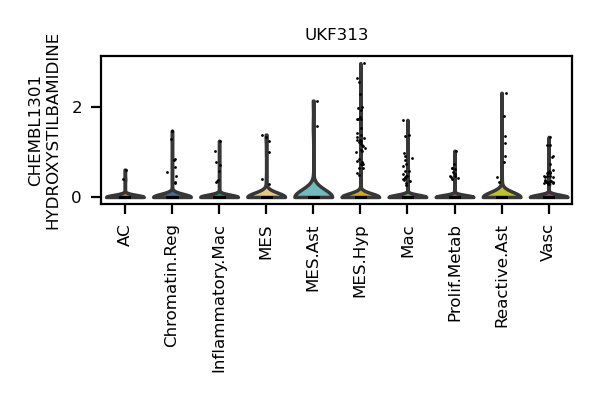 UKF313
CHEMBL1301
HYDROXYSTILBAMIDINE
2
0
AC
Chromatin.Reg
Inflammatory.Mac
MES
MES.Ast
MES.Hyp
Mac
Prolif.Metab
Reactive.Ast
Vasc